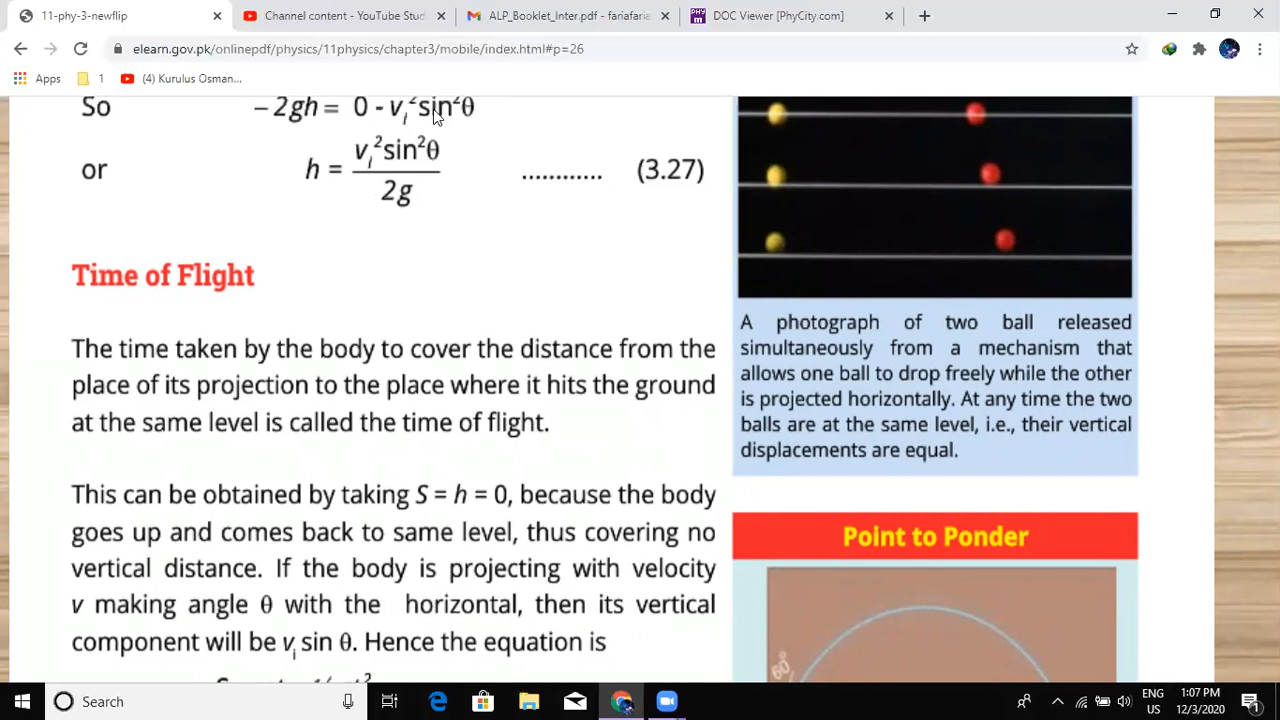 11-phy-3-newflip
Channel content - YouTube Stud
ALP_Booklet_Inter.pdf - fariafaria
DOC Viewer [PhyCity.com]
elearn.gov.pk/onlinepdf/physics/11physics/chapter3/mobile/index.html#p=26
Apps
1
(4) Kurulus Osman...
So – 2gh = 0 - vᵢ²sin²θ
or h = vᵢ²sin²θ / 2g ............ (3.27)
Time of Flight
The time taken by the body to cover the distance from the
place of its projection to the place where it hits the ground
at the same level is called the time of flight.
This can be obtained by taking S = h = 0, because the body
goes up and comes back to same level, thus covering no
vertical distance. If the body is projecting with velocity
v making angle θ with the horizontal, then its vertical
component will be vᵢ sin θ. Hence the equation is
A photograph of two ball released
simultaneously from a mechanism that
allows one ball to drop freely while the other
is projected horizontally. At any time the two
balls are at the same level, i.e., their vertical
displacements are equal.
Point to Ponder
60°
Search
ENG
US
1:07 PM
12/3/2020
1